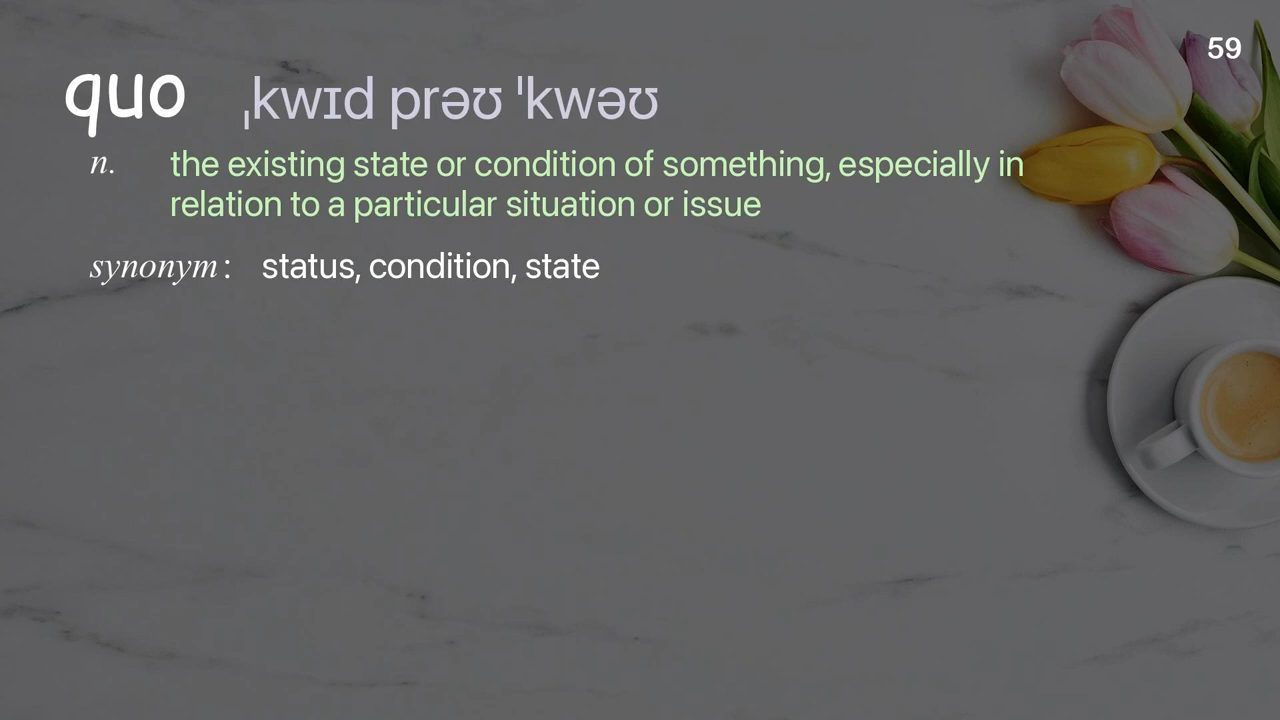 59
quo ˌkwɪd prəʊ ˈkwəʊ
n. the existing state or condition of something, especially in
relation to a particular situation or issue
synonym: status, condition, state